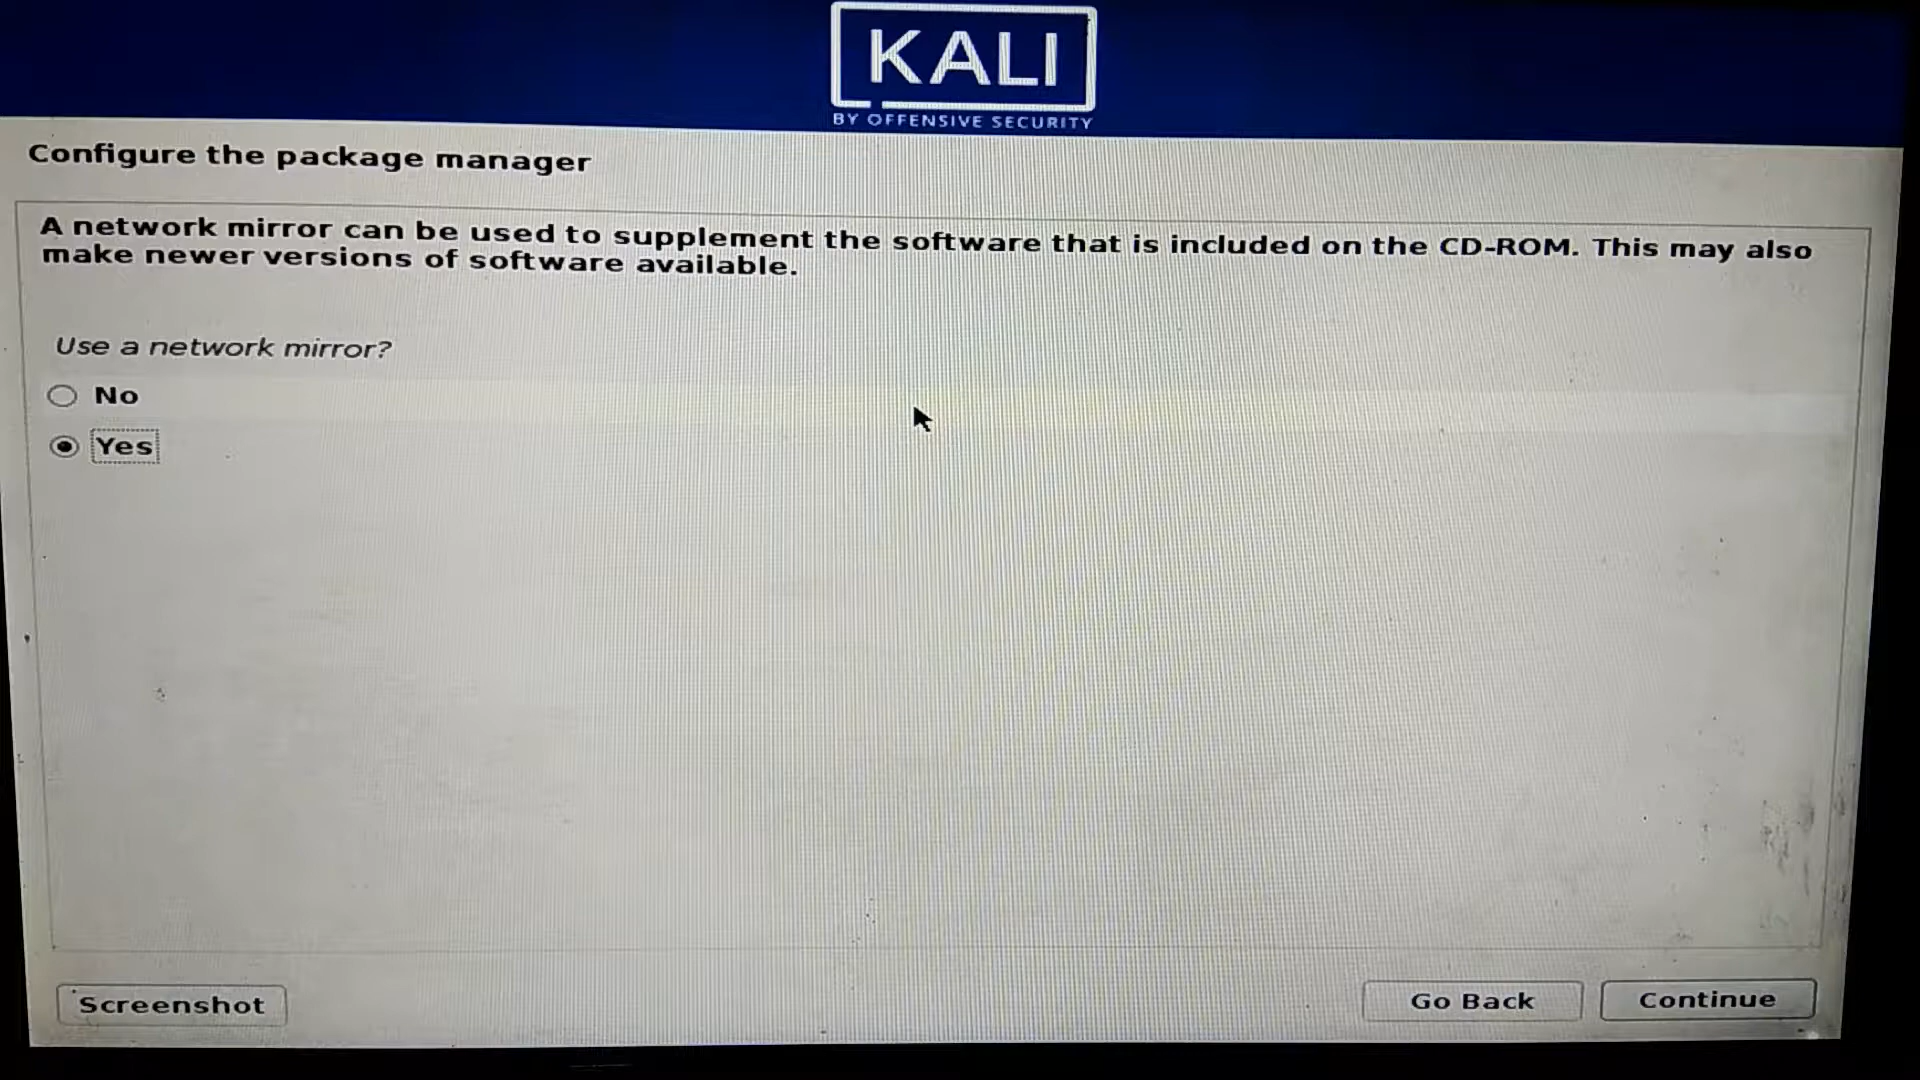 KALI
BY OFFENSIVE SECURITY
Configure the package manager
A network mirror can be used to supplement the software that is included on the CD-ROM. This may also
make newer versions of software available.
Use a network mirror?
No
Yes
Screenshot
Go Back
Continue